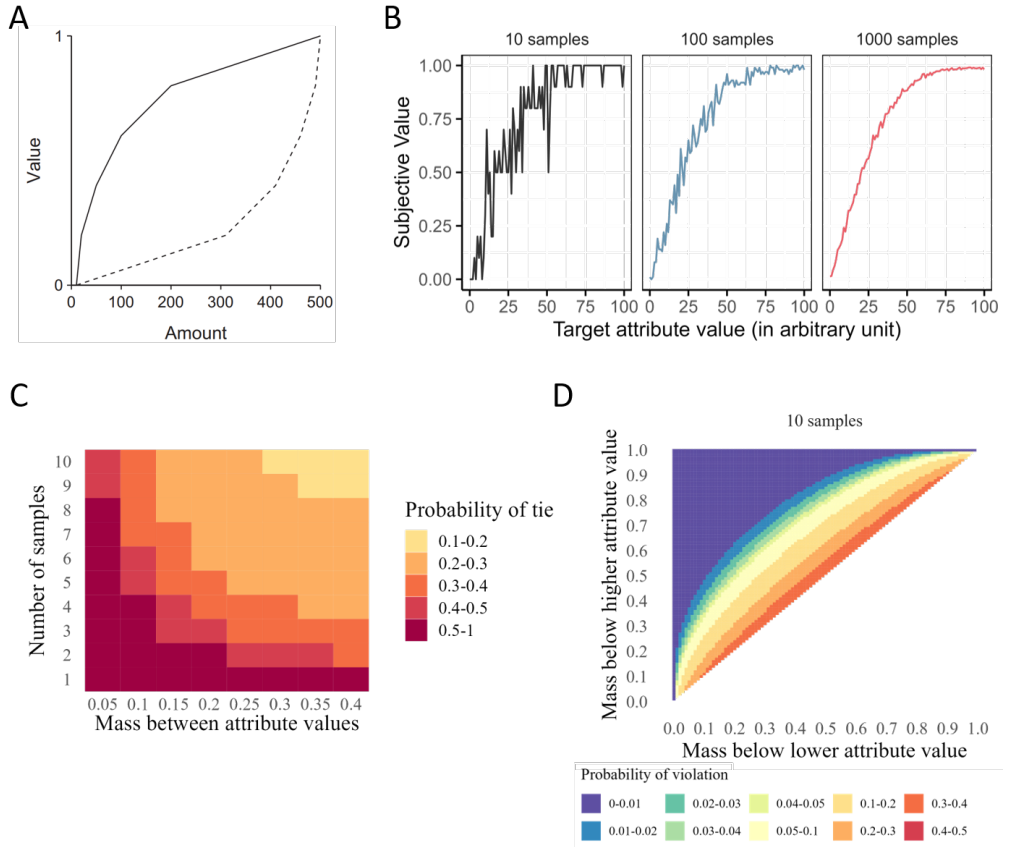 A
1
Value
0
0 100 200 300 400 500
Amount
B
10 samples 100 samples 1000 samples
Subjective Value
1.00
0.75
0.50
0.25
0.00
0 25 50 75 100 0 25 50 75 100 0 25 50 75 100
Target attribute value (in arbitrary unit)
C
Number of samples
10
9
8
7
6
5
4
3
2
1
0.05 0.1 0.15 0.2 0.25 0.3 0.35 0.4
Mass between attribute values
Probability of tie
0.1-0.2
0.2-0.3
0.3-0.4
0.4-0.5
0.5-1
D
10 samples
Mass below higher attribute value
1.0
0.9
0.8
0.7
0.6
0.5
0.4
0.3
0.2
0.1
0.0
0.0 0.1 0.2 0.3 0.4 0.5 0.6 0.7 0.8 0.9 1.0
Mass below lower attribute value
Probability of violation
0-0.01 0.02-0.03 0.04-0.05 0.1-0.2 0.3-0.4
0.01-0.02 0.03-0.04 0.05-0.1 0.2-0.3 0.4-0.5